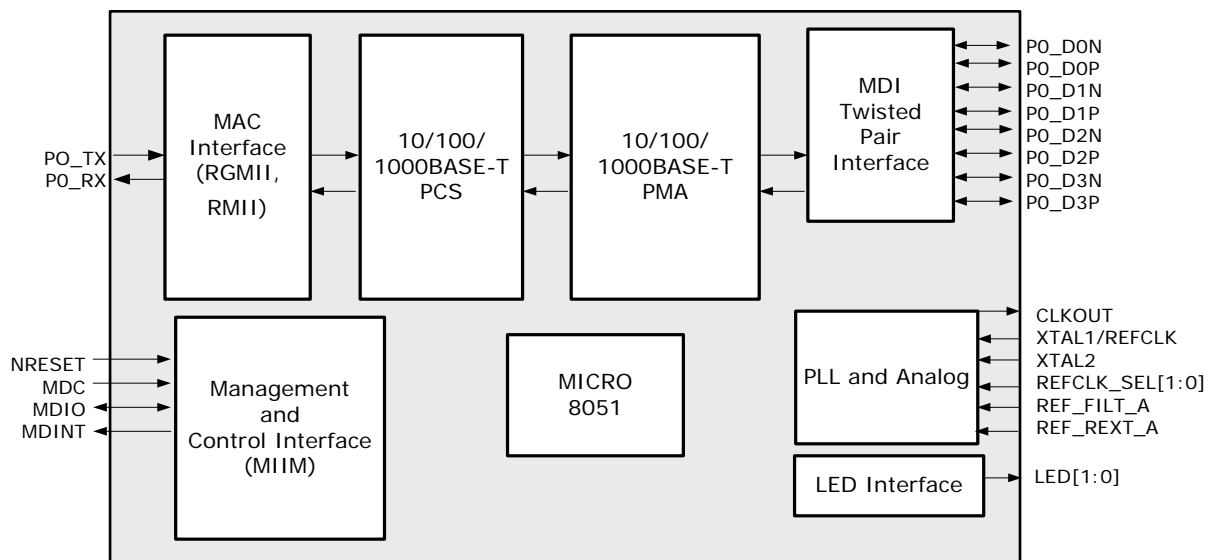 PO_TX
P0_RX
MAC
Interface
(RGMII,
RMII)
10/100/
1000BASE-T
PCS
10/100/
1000BASE-T
PMA
MDI
Twisted
Pair
Interface
P0_D0N
P0_D0P
P0_D1N
P0_D1P
P0_D2N
P0_D2P
P0_D3N
P0_D3P
NRESET
MDC
MDIO
MDINT
Management
and
Control Interface
(MIIM)
MICRO
8051
PLL and Analog
CLKOUT
XTAL1/REFCLK
XTAL2
REFCLK_SEL[1:0]
REF_FILT_A
REF_REXT_A
LED Interface
LED[1:0]